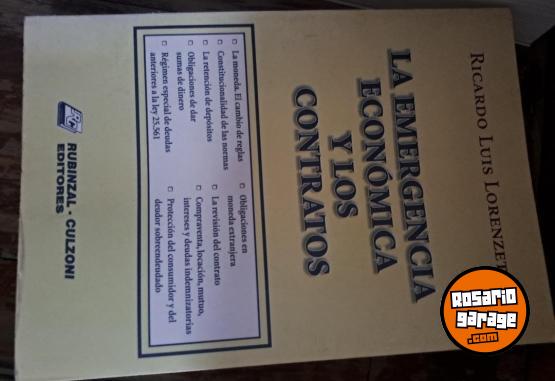 RICARDO LUIS LORENZET
LA EMERGENCIA
ECONÓMICA
Y LOS
CONTRATOS
La moneda. El cambio de reglas
Constitucionalidad de las normas
La retención de depósitos
Obligaciones de dar
sumas de dinero
Régimen especial de deudas
anteriores a la ley 25.561
Obligaciones en
moneda extranjera
La revisión del contrato
Compraventa, locación, mutuo,
intereses y deudas indemnizatorias
Protección del consumidor y del
deudor sobreendeudado
RUBINZAL - CULZONI
EDITORES
Rosario
garage
.com